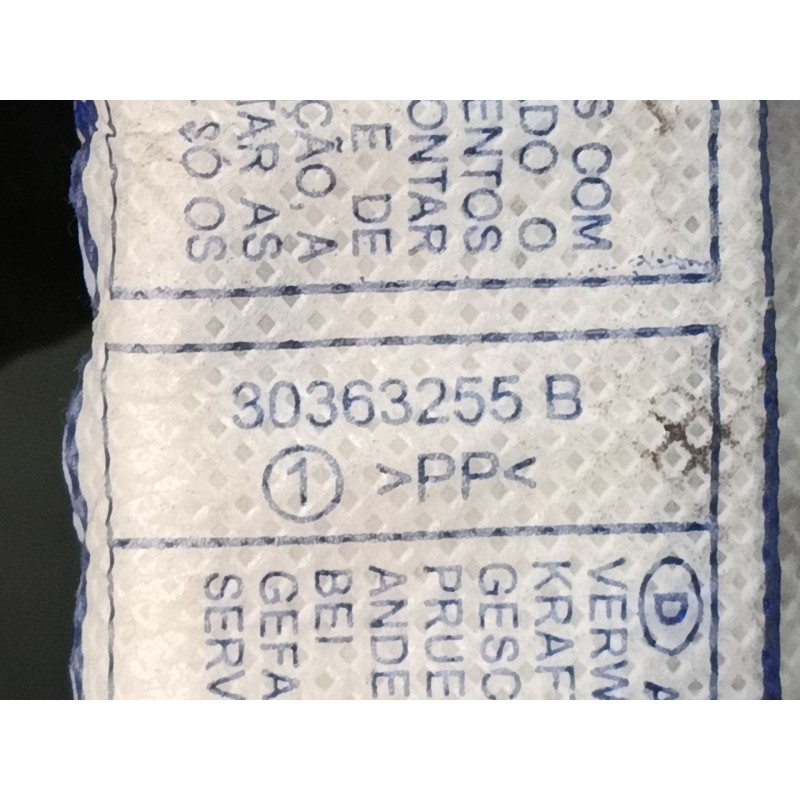 S COM
DO O
ENTOS
ONTAR
E DE
ÇÃO, A
TAR AS
SÓ OS
30363255 B
1 >PP<
D A
VERW
KRAF
GESC
PRUE
ANDE
BEI
GEFA
SERV